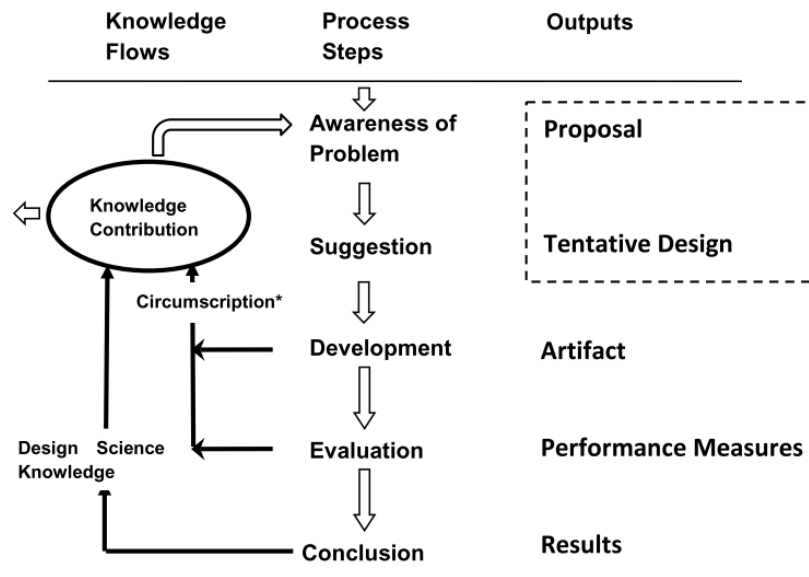 Knowledge
Flows
Process
Steps
Outputs
Awareness of
Problem
Proposal
Knowledge
Contribution
Suggestion
Tentative Design
Circumscription*
Development
Artifact
Design Science
Knowledge
Evaluation
Performance Measures
Conclusion
Results